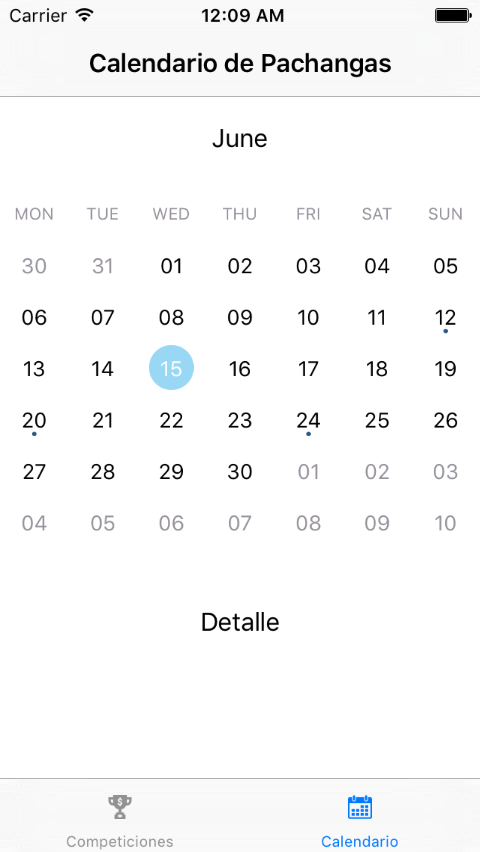 Carrier 12:09 AM
Calendario de Pachangas
June
MON TUE WED THU FRI SAT SUN
30 31 01 02 03 04 05
06 07 08 09 10 11 12
13 14 15 16 17 18 19
20 21 22 23 24 25 26
27 28 29 30 01 02 03
04 05 06 07 08 09 10
Detalle
$
Competiciones Calendario